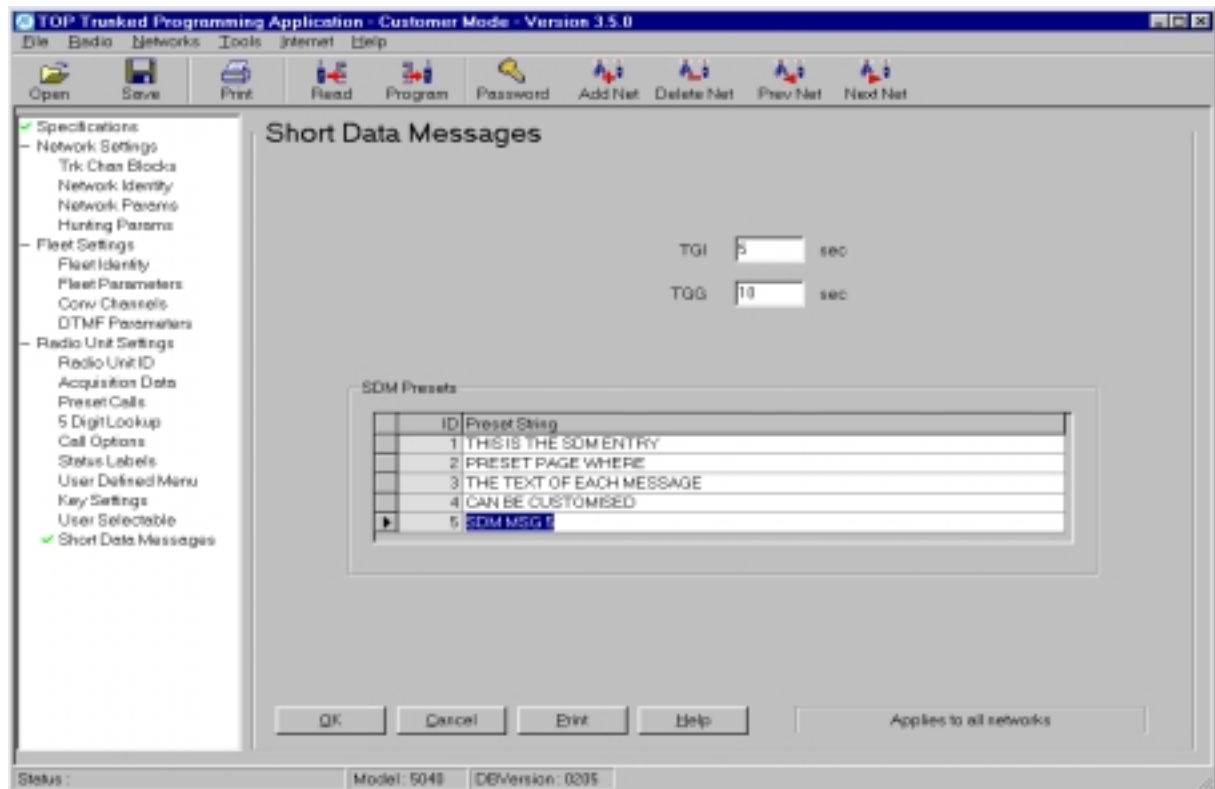 TOP Trunked Programming Application - Customer Mode - Version 3.5.0
File Radio Networks Tools Internet Help
Open Save Print Read Program Password Add Net Delete Net Prev Net Next Net
Specifications
Network Settings
Trk Chan Blocks
Network Identity
Network Params
Hunting Params
Fleet Settings
Fleet Identity
Fleet Parameters
Conv Channels
DTMF Parameters
Radio Unit Settings
Radio Unit ID
Acquisition Data
Preset Calls
5 Digit Lookup
Call Options
Status Labels
User Defined Menu
Key Settings
User Selectable
Short Data Messages
Short Data Messages
TGI 5 sec
TGG 10 sec
SDM Presets
ID Preset String
1 THIS IS THE SDM ENTRY
2 PRESET PAGE WHERE
3 THE TEXT OF EACH MESSAGE
4 CAN BE CUSTOMISED
5 SDM MSG 5
OK Cancel Print Help Applies to all networks
Status : Model : 5040 DBVersion : 0205